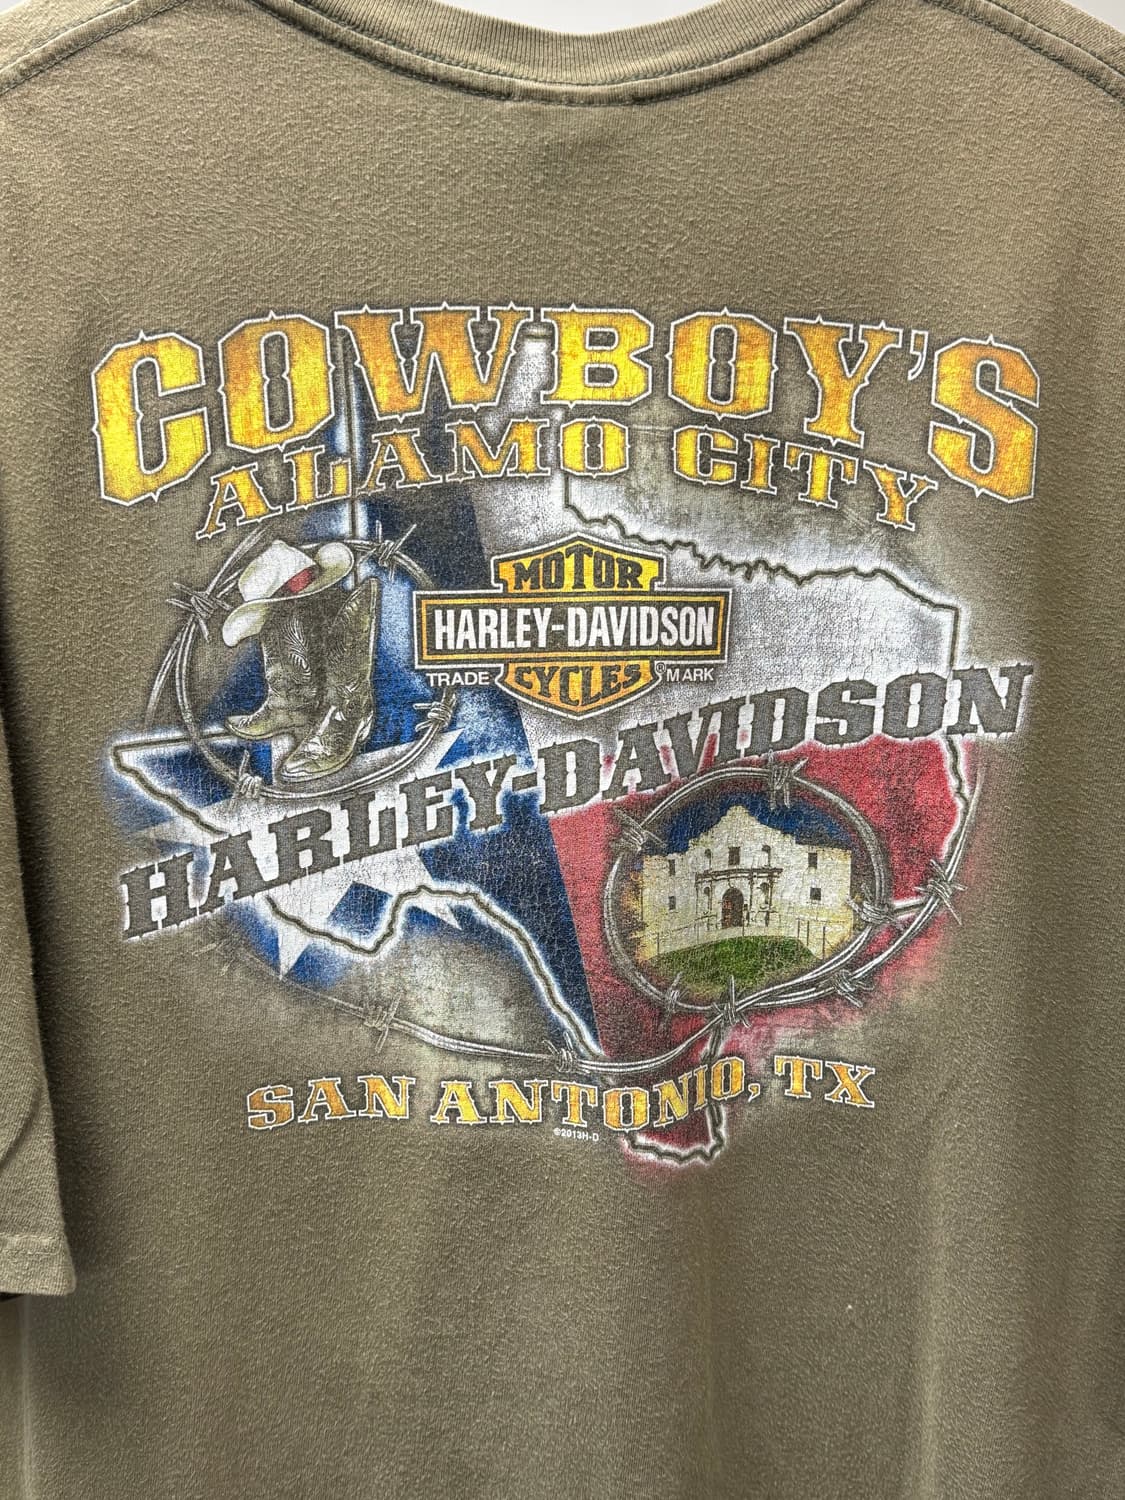 COWBOY'S
ALAMO CITY
MOTOR
HARLEY-DAVIDSON
TRADE CYCLES ® MARK
HARLEY-DAVIDSON
SAN ANTONIO, TX
©2013H-D